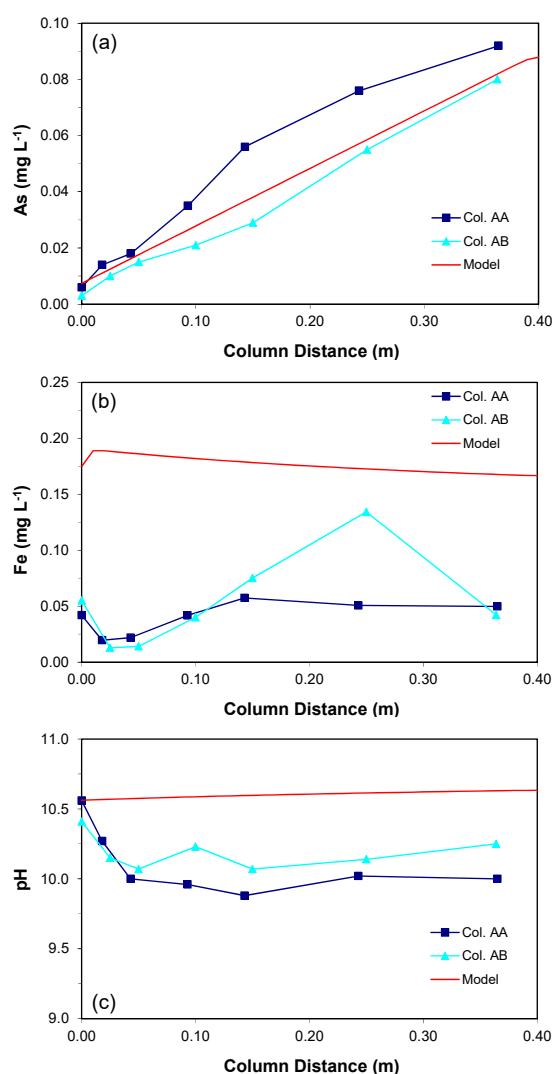 (a)
0.10
0.08
0.06
0.04
0.02
0.00
As (mg L-1)
Col. AA
Col. AB
Model
0.00 0.10 0.20 0.30 0.40
Column Distance (m)
(b)
0.25
0.20
0.15
0.10
0.05
0.00
Fe (mg L-1)
Col. AA
Col. AB
Model
0.00 0.10 0.20 0.30 0.40
Column Distance (m)
11.0
10.5
10.0
9.5
9.0
pH
Col. AA
Col. AB
Model
(c)
0.00 0.10 0.20 0.30 0.40
Column Distance (m)